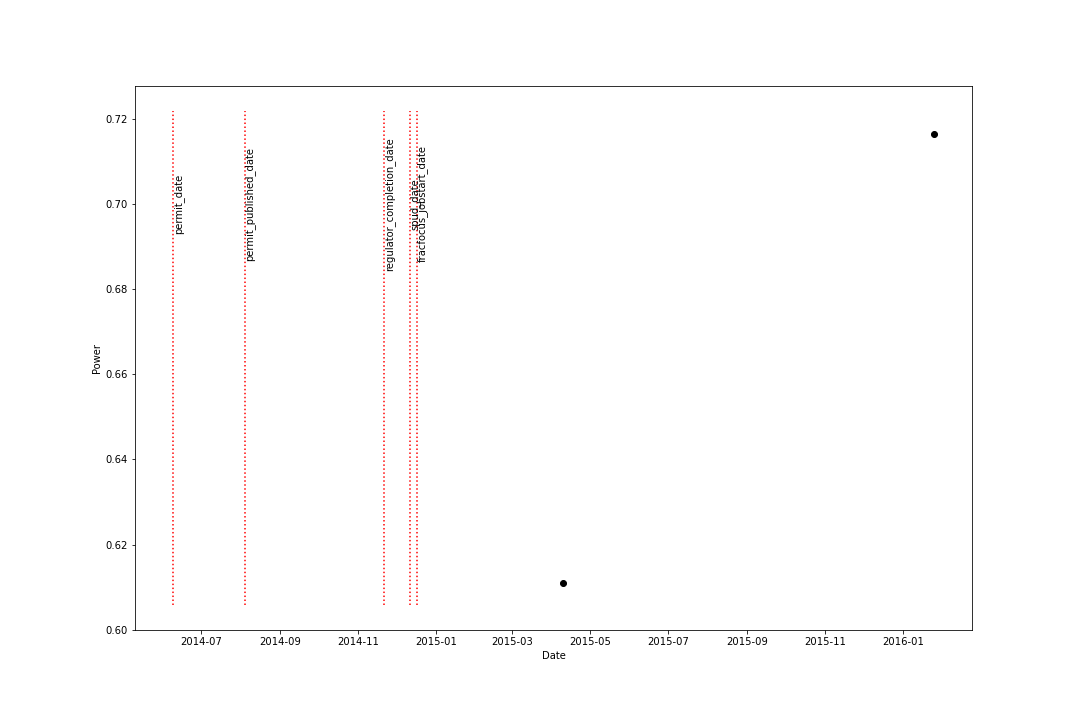 0.72
0.70
0.68
0.66
0.64
0.62
0.60
Power
permit_date
permit_published_date
regulator_completion_date
spud_date
fracfocus_jobstart_date
2014-07
2014-09
2014-11
2015-01
2015-03
2015-05
2015-07
2015-09
2015-11
2016-01
Date